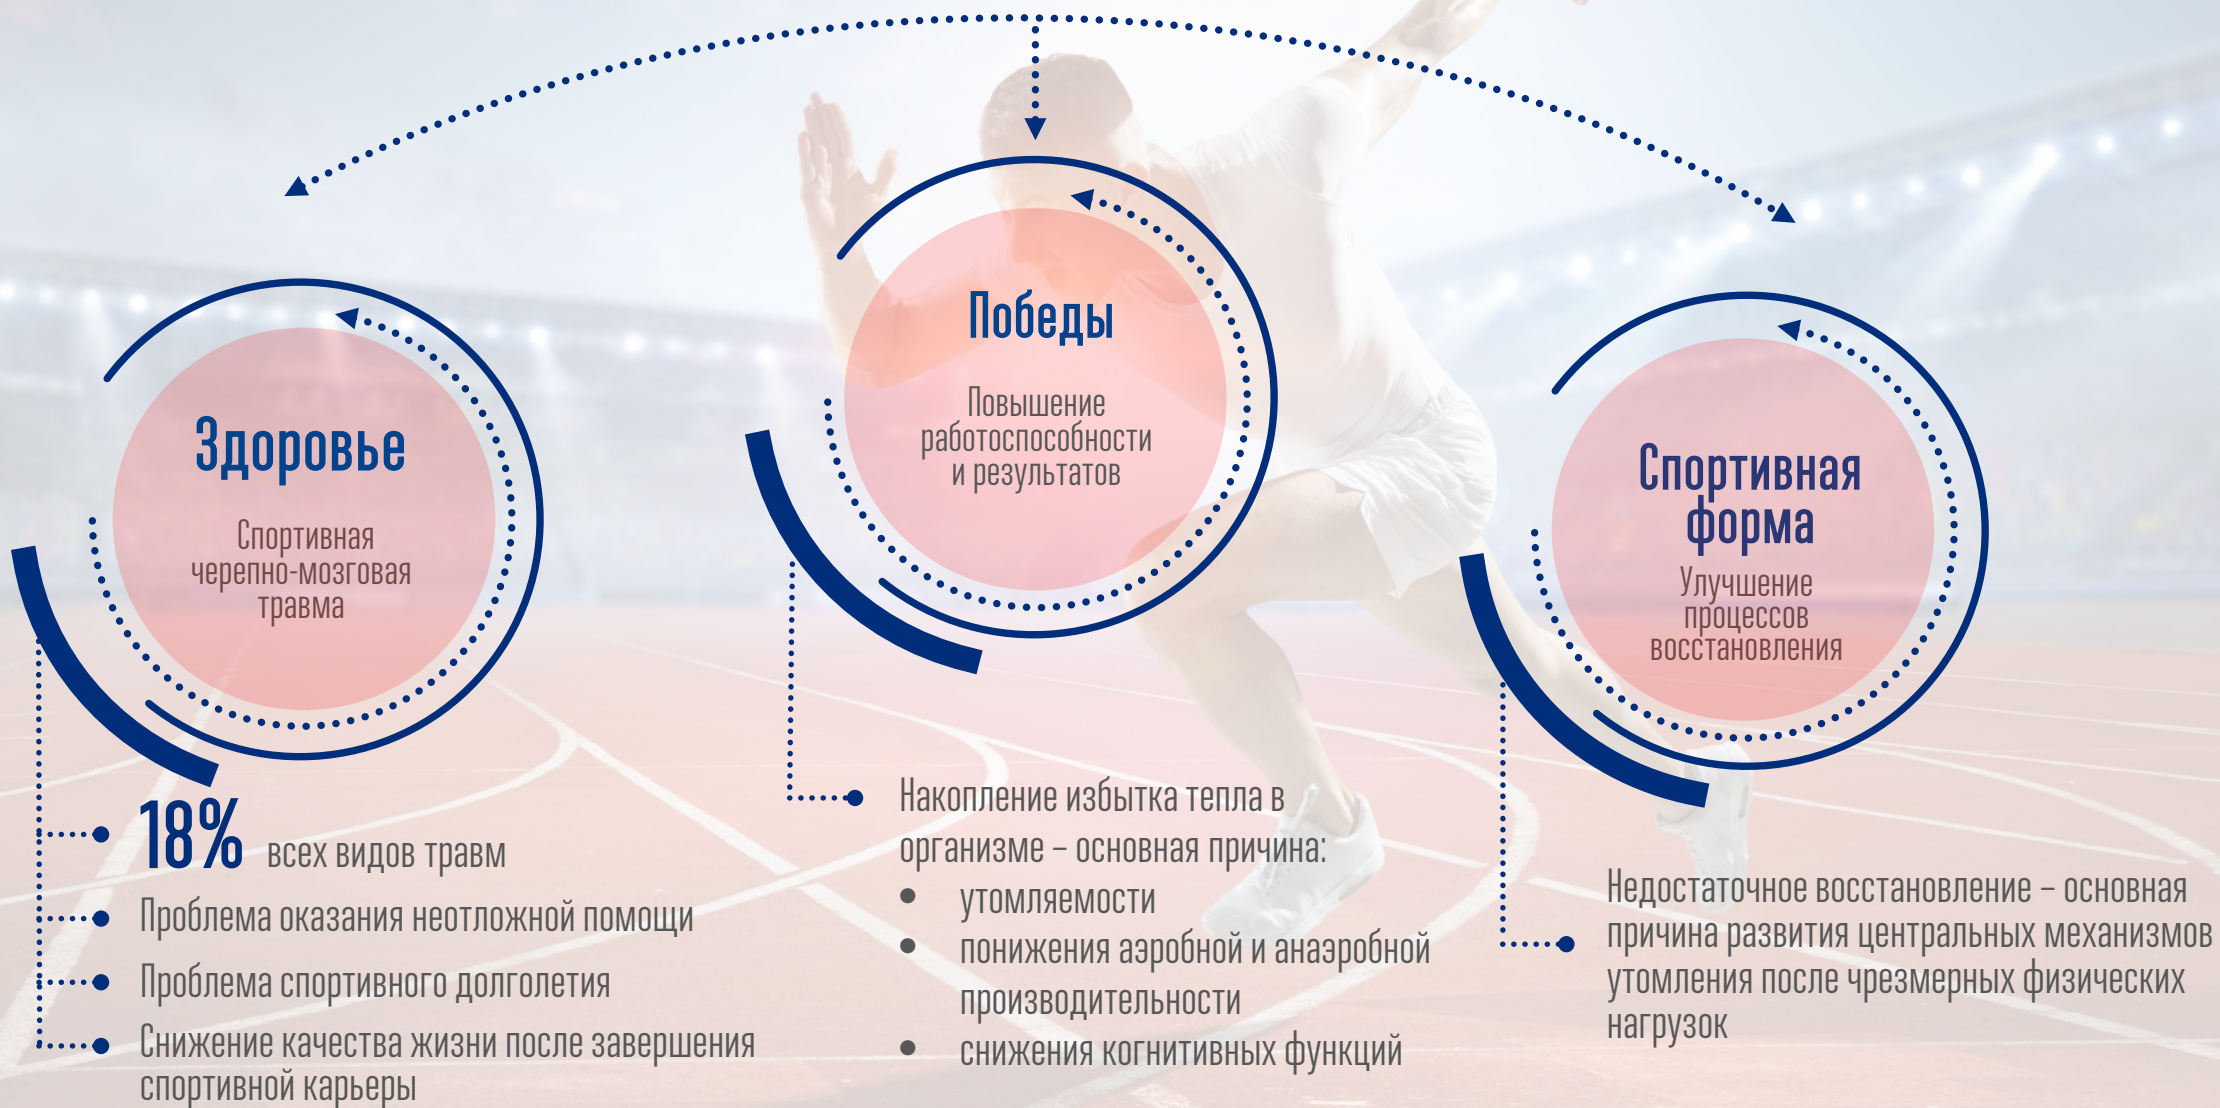 Здоровье
Спортивная
черепно-мозговая
травма
18% всех видов травм
Проблема оказания неотложной помощи
Проблема спортивного долголетия
Снижение качества жизни после завершения
спортивной карьеры
Победы
Повышение
работоспособности
и результатов
Накопление избытка тепла в
организме – основная причина:
• утомляемости
• понижения аэробной и анаэробной
производительности
• снижения когнитивных функций
Спортивная
форма
Улучшение
процессов
восстановления
Недостаточное восстановление – основная
причина развития центральных механизмов
утомления после чрезмерных физических
нагрузок